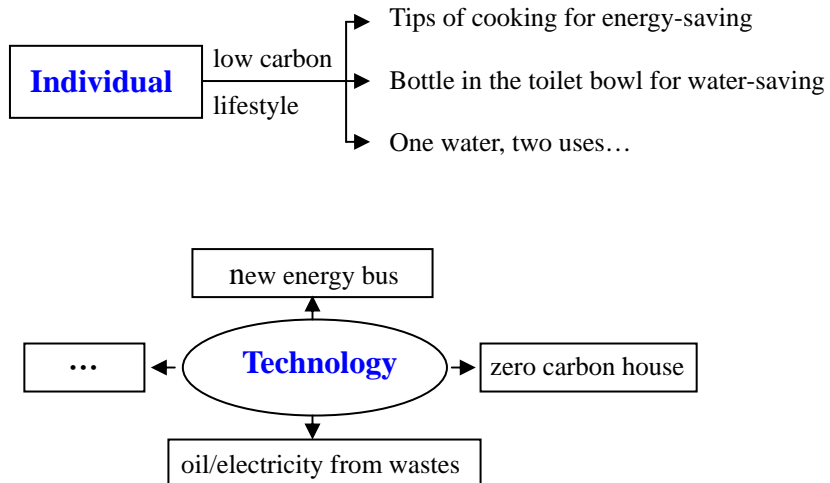 Tips of cooking for energy-saving
Individual
low carbon
lifestyle
Bottle in the toilet bowl for water-saving
One water, two uses…
new energy bus
…
Technology
zero carbon house
oil/electricity from wastes